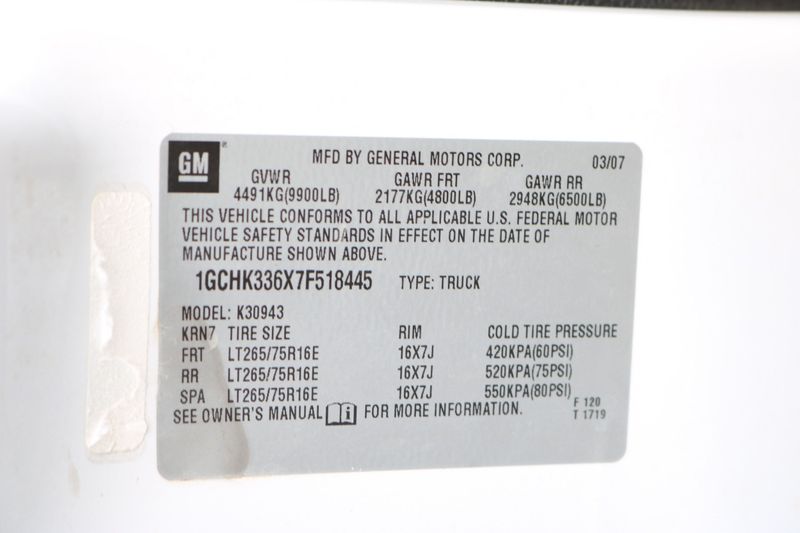 GM
MFD BY GENERAL MOTORS CORP. 03/07
GVWR GAWR FRT GAWR RR
4491KG(9900LB) 2177KG(4800LB) 2948KG(6500LB)
THIS VEHICLE CONFORMS TO ALL APPLICABLE U.S. FEDERAL MOTOR
VEHICLE SAFETY STANDARDS IN EFFECT ON THE DATE OF
MANUFACTURE SHOWN ABOVE.
1GCHK336X7F518445 TYPE: TRUCK
MODEL: K30943
KRN7 TIRE SIZE RIM COLD TIRE PRESSURE
FRT LT265/75R16E 16X7J 420KPA(60PSI)
RR LT265/75R16E 16X7J 520KPA(75PSI)
SPA LT265/75R16E 16X7J 550KPA(80PSI)
SEE OWNER'S MANUAL i FOR MORE INFORMATION.
F 120
T 1719